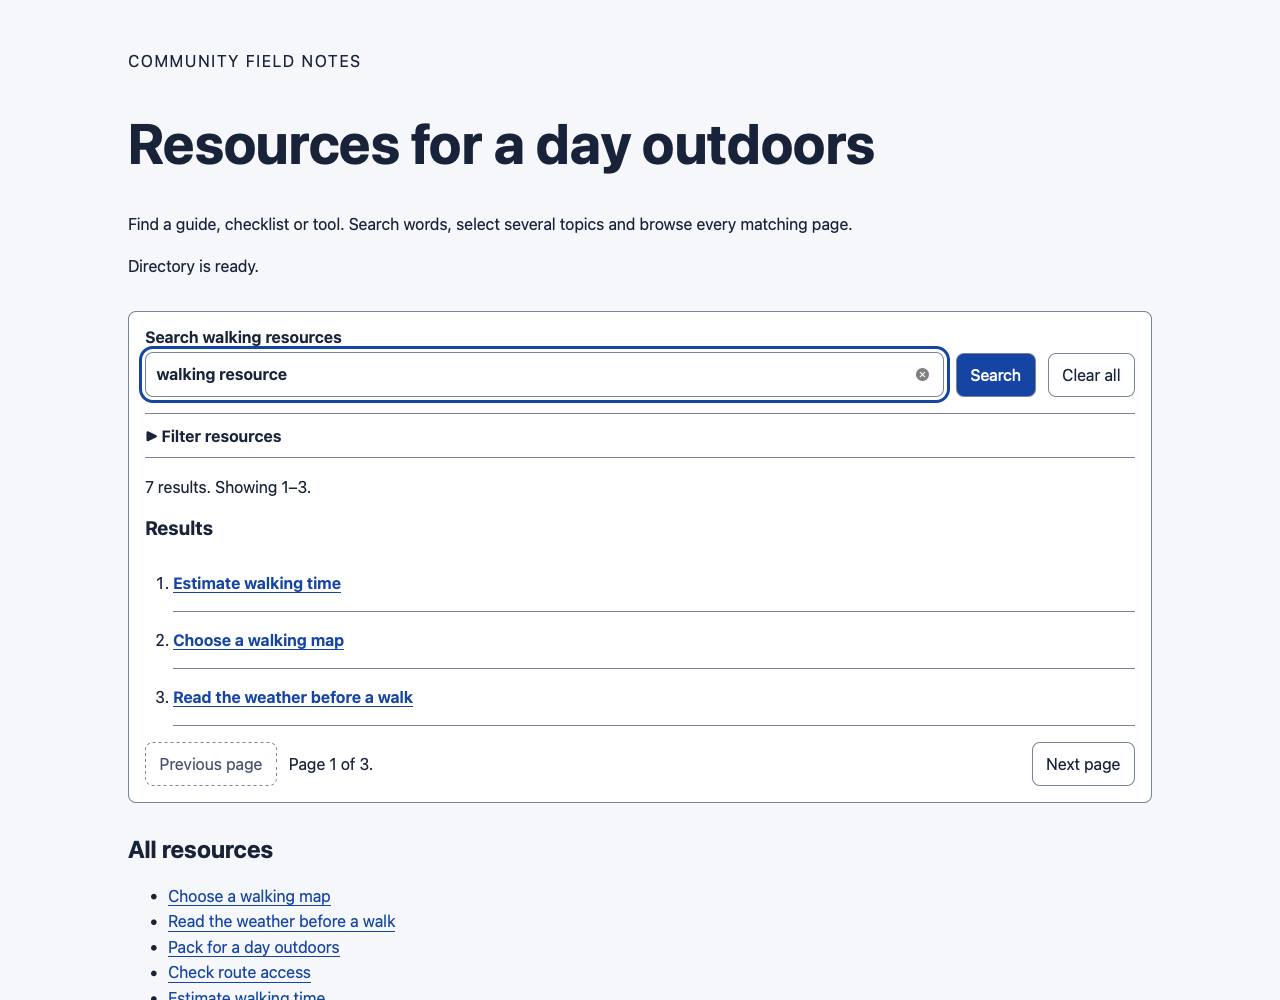 COMMUNITY FIELD NOTES
Resources for a day outdoors
Find a guide, checklist or tool. Search words, select several topics and browse every matching page.
Directory is ready.
Search walking resources
walking resource
Search
Clear all
Filter resources
7 results. Showing 1–3.
Results
1. Estimate walking time
2. Choose a walking map
3. Read the weather before a walk
Previous page
Page 1 of 3.
Next page
All resources
• Choose a walking map
• Read the weather before a walk
• Pack for a day outdoors
• Check route access
• Estimate walking time